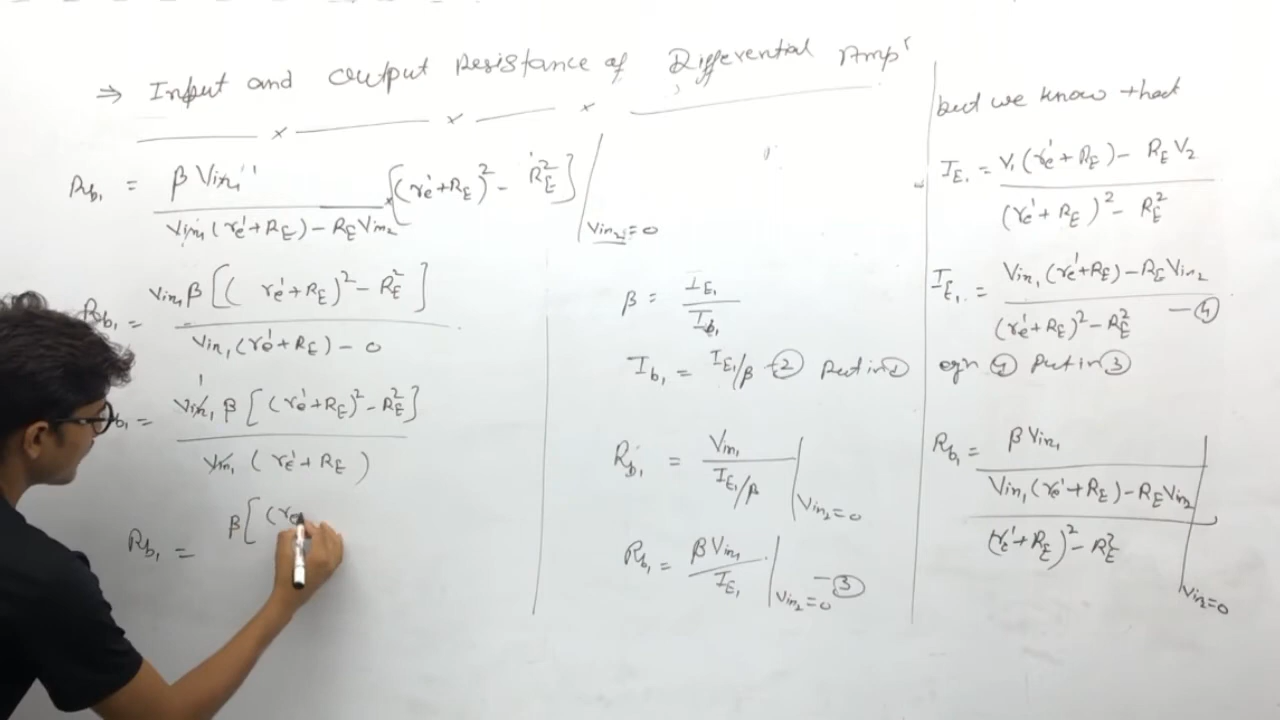 ⇒ Input and Output Resistance of Differential Amp^r
Rb₁ = β Vin₁ / (Vin₁(re'+RE) − RE Vin₂) × [(re'+RE)² − RE²] |Vin₂=0
Rb₁ = Vin₁β[(re'+RE)² − RE²] / (Vin₁(re'+RE) − 0)
b₁ = Vin₁ β[(re'+RE)² − RE²] / (Vin₁(re'+RE))
Rb₁ = β[(re
β = IE₁ / Ib₁
Ib₁ = IE₁/β −② Put in ①
Rb₁ = Vin₁ / (IE₁/β) |Vin₂=0
Rb₁ = βVin₁ / IE₁ |Vin₂=0 −③
but we know that
IE₁ = (V₁(re'+RE) − RE V₂) / ((re'+RE)² − RE²)
IE₁ = (Vin₁(re'+RE) − RE Vin₂) / ((re'+RE)² − RE²) −④
eqn ④ Put in ③
Rb₁ = β Vin₁ / ((Vin₁(re'+RE) − RE Vin₂) / ((re'+RE)² − RE²)) |Vin₂=0